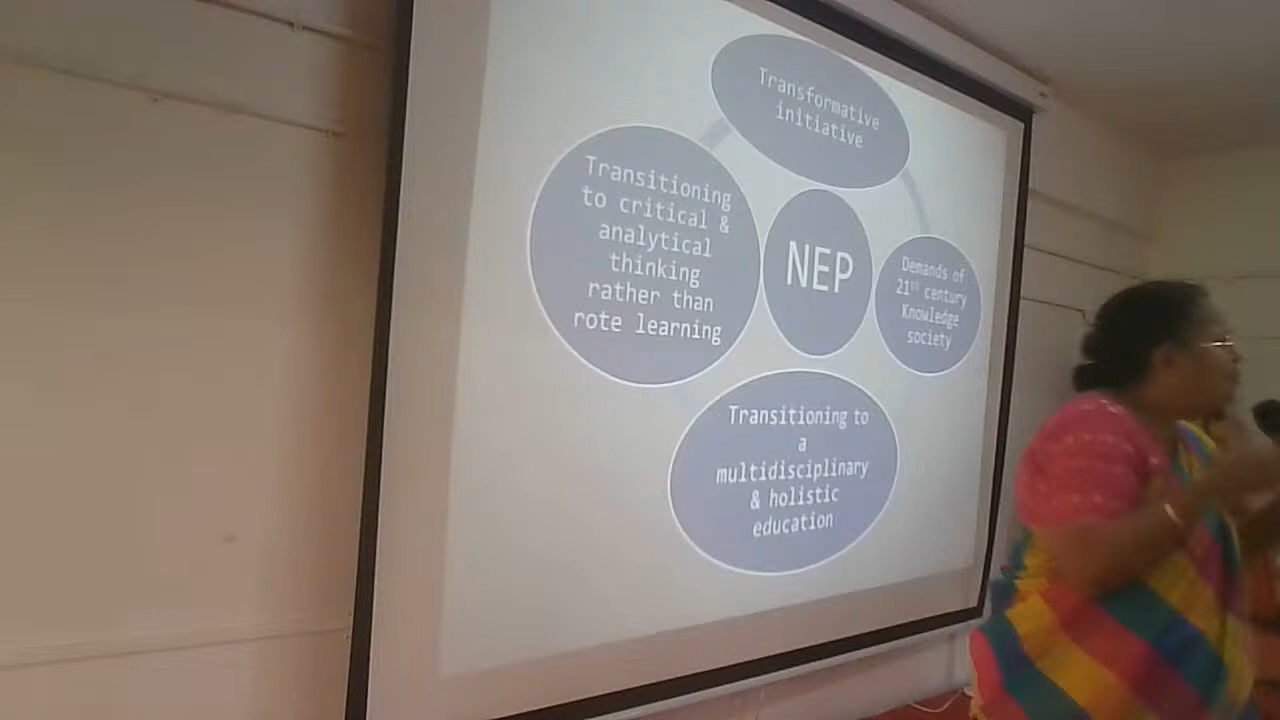 Transformative
initiative
Transitioning
to critical &
analytical
thinking
rather than
rote learning
NEP
Demands of
21st century
Knowledge
society
Transitioning to
a
multidisciplinary
& holistic
education